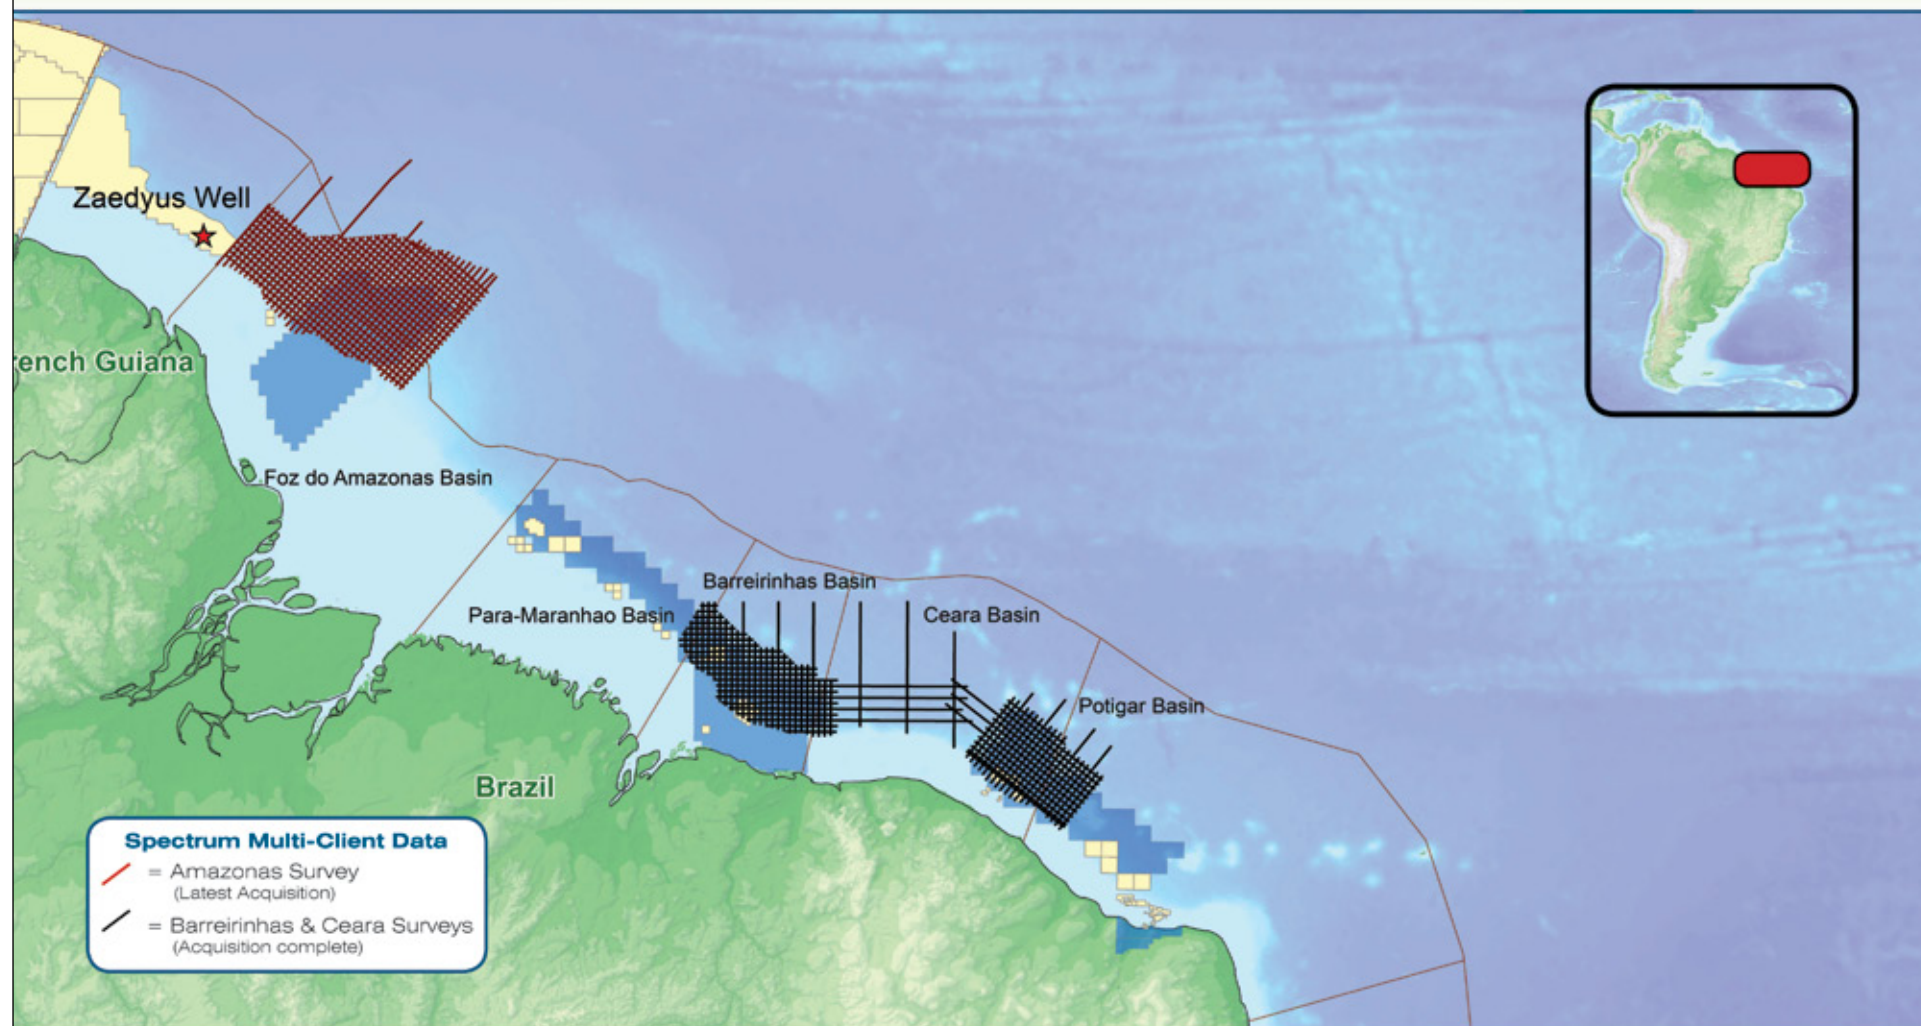 Zaedyus Well
rench Guiana
Foz do Amazonas Basin
Barreirinhas Basin
Para-Maranhao Basin
Ceara Basin
Potigar Basin
Brazil
Spectrum Multi-Client Data
= Amazonas Survey
(Latest Acquisition)
= Barreirinhas & Ceara Surveys
(Acquisition complete)